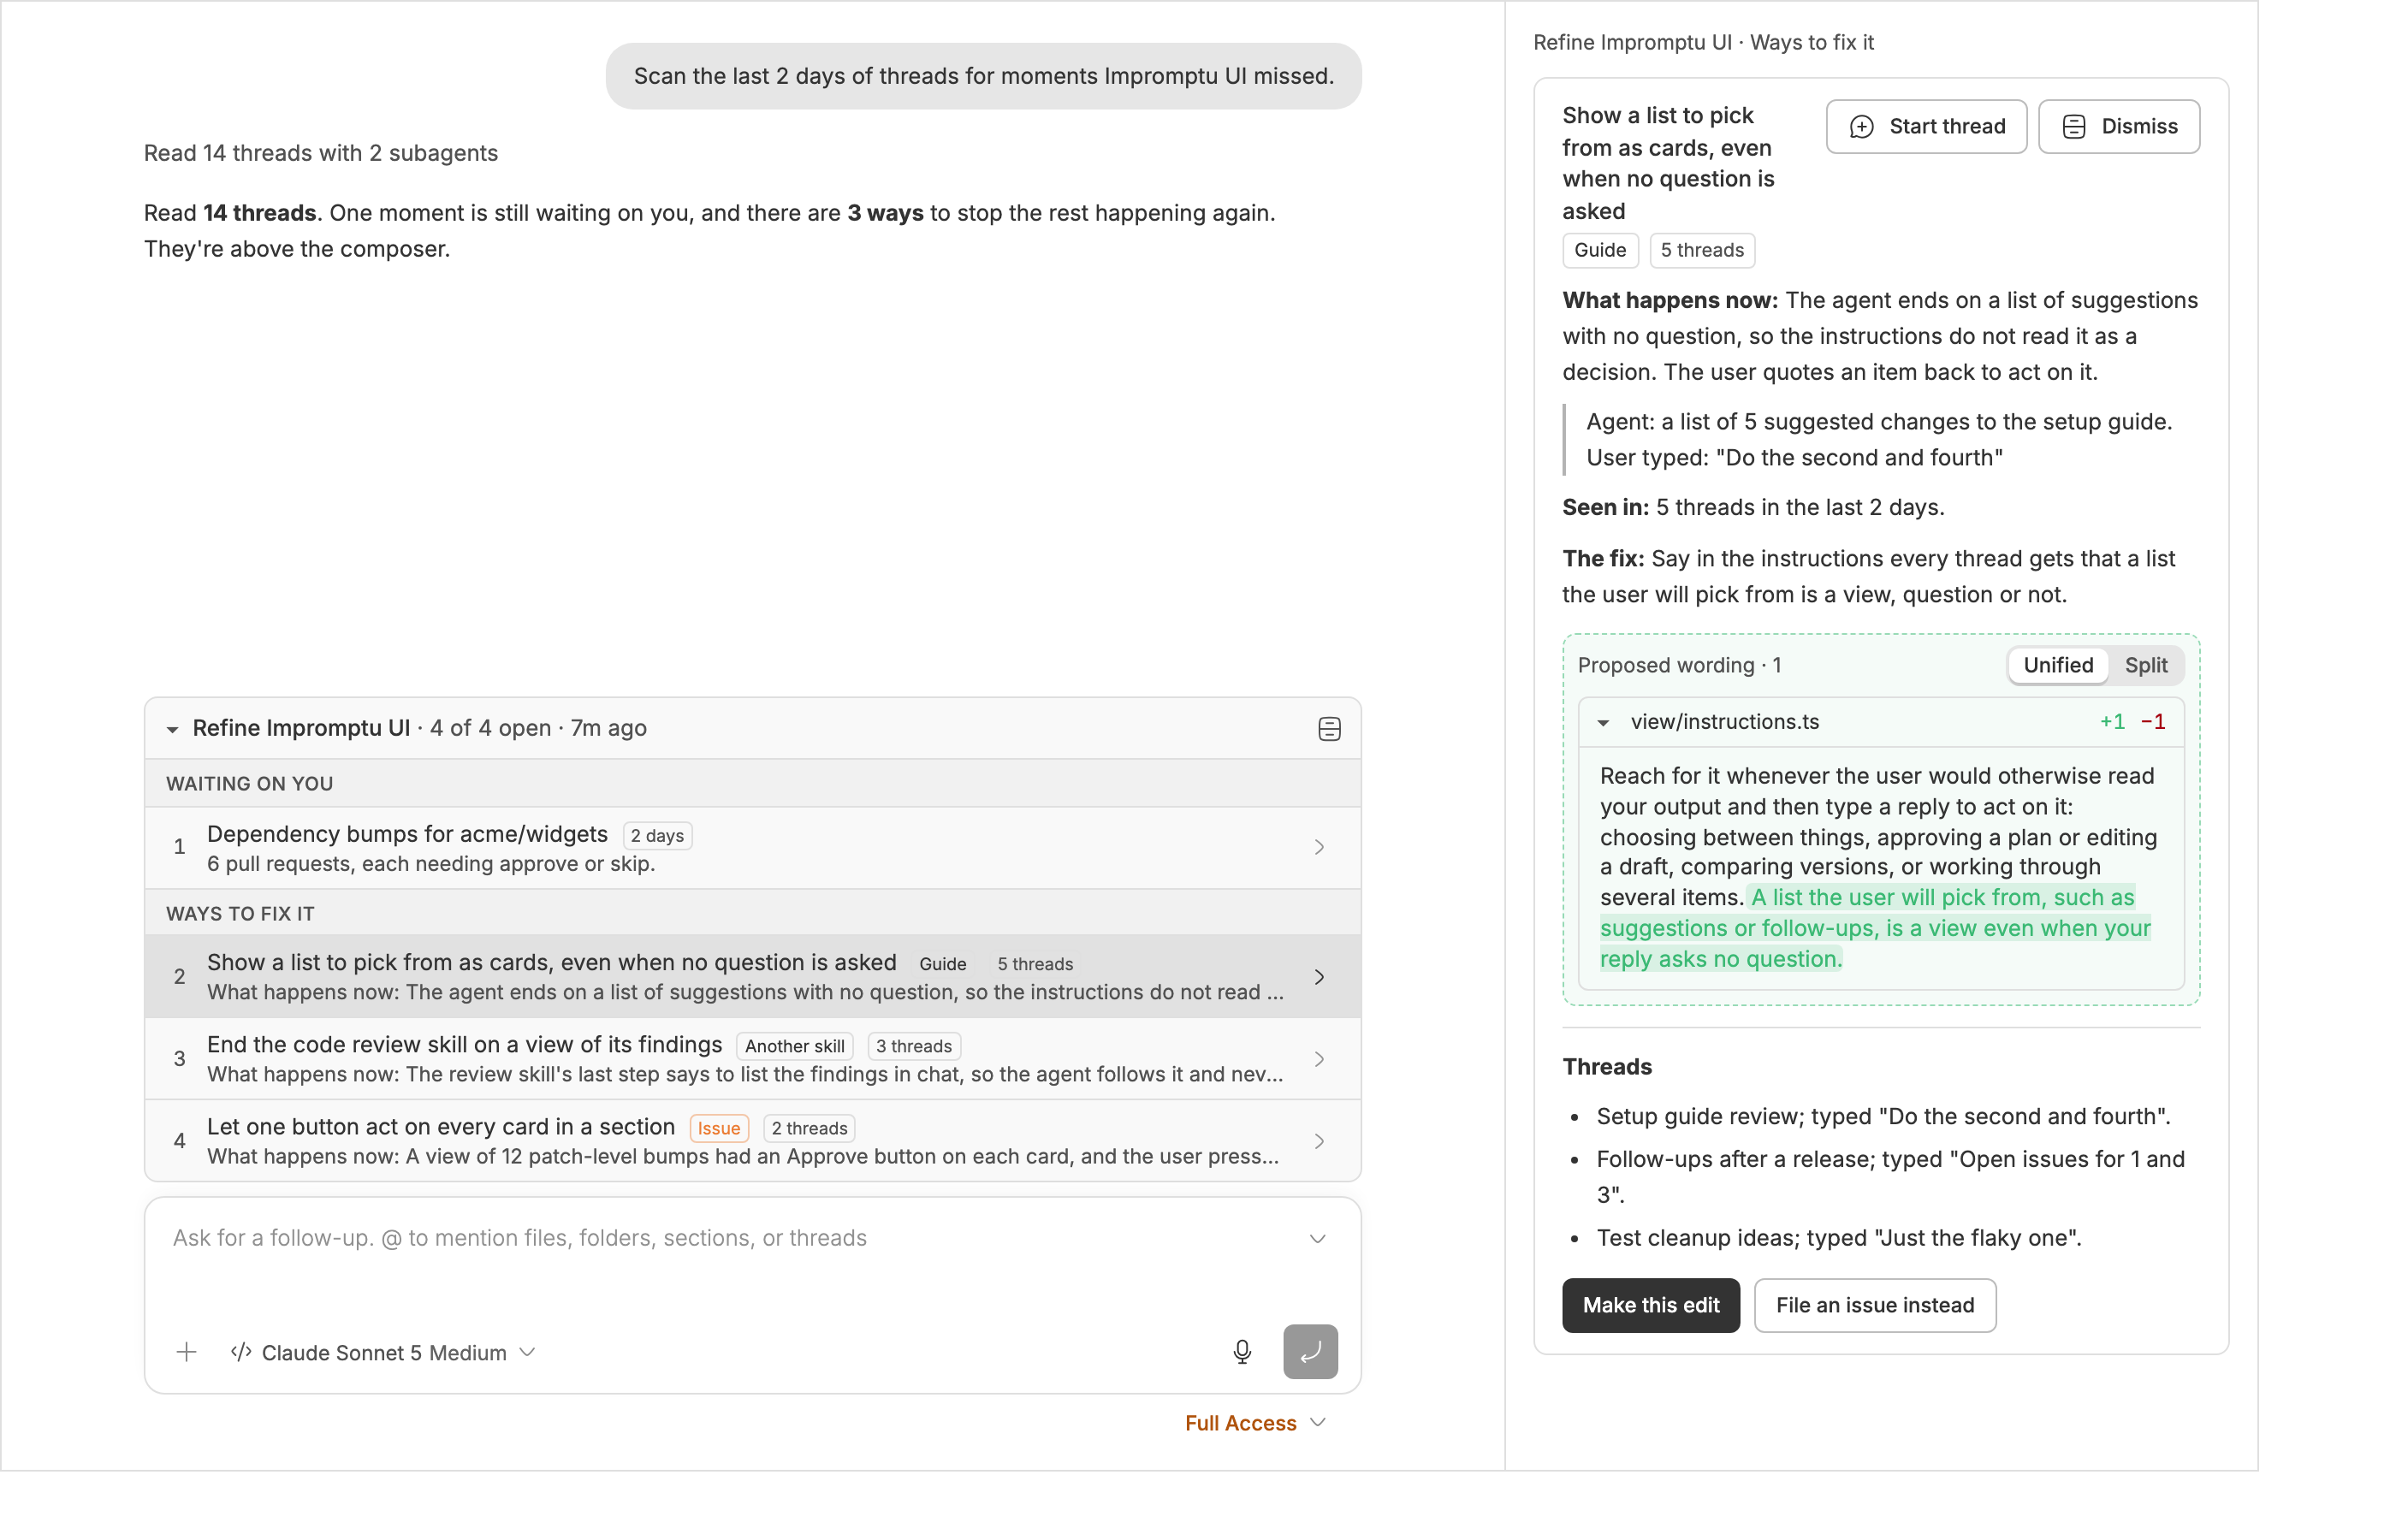 Scan the last 2 days of threads for moments Impromptu UI missed.
Read 14 threads with 2 subagents
Read 14 threads. One moment is still waiting on you, and there are 3 ways to stop the rest happening again.
They're above the composer.
Refine Impromptu UI · 4 of 4 open · 7m ago
WAITING ON YOU
1
Dependency bumps for acme/widgets 2 days
6 pull requests, each needing approve or skip.
WAYS TO FIX IT
2
Show a list to pick from as cards, even when no question is asked Guide 5 threads
What happens now: The agent ends on a list of suggestions with no question, so the instructions do not read ...
3
End the code review skill on a view of its findings Another skill 3 threads
What happens now: The review skill's last step says to list the findings in chat, so the agent follows it and nev...
4
Let one button act on every card in a section Issue 2 threads
What happens now: A view of 12 patch-level bumps had an Approve button on each card, and the user press...
Ask for a follow-up. @ to mention files, folders, sections, or threads
</> Claude Sonnet 5 Medium
Full Access
Refine Impromptu UI · Ways to fix it
Show a list to pick
from as cards, even
when no question is
asked
Start thread
Dismiss
Guide 5 threads
What happens now: The agent ends on a list of suggestions
with no question, so the instructions do not read it as a
decision. The user quotes an item back to act on it.
Agent: a list of 5 suggested changes to the setup guide.
User typed: "Do the second and fourth"
Seen in: 5 threads in the last 2 days.
The fix: Say in the instructions every thread gets that a list
the user will pick from is a view, question or not.
Proposed wording · 1
Unified Split
view/instructions.ts +1 −1
Reach for it whenever the user would otherwise read
your output and then type a reply to act on it:
choosing between things, approving a plan or editing
a draft, comparing versions, or working through
several items. A list the user will pick from, such as
suggestions or follow-ups, is a view even when your
reply asks no question.
Threads
• Setup guide review; typed "Do the second and fourth".
• Follow-ups after a release; typed "Open issues for 1 and
3".
• Test cleanup ideas; typed "Just the flaky one".
Make this edit
File an issue instead